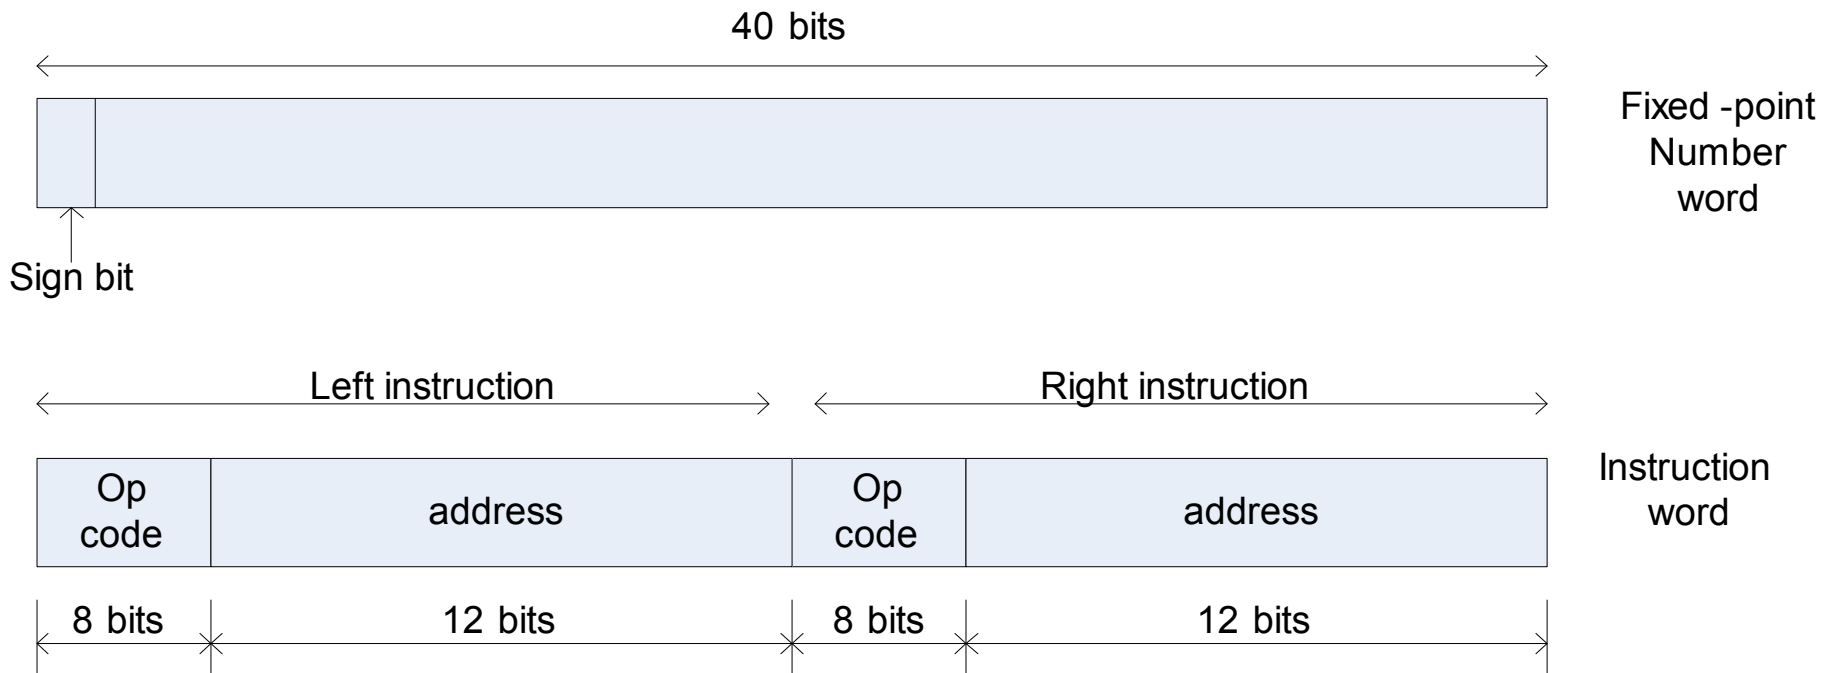 40 bits
Fixed -point
Number
word
Sign bit
Left instruction
Right instruction
Op
code
address
Op
code
address
Instruction
word
8 bits
12 bits
8 bits
12 bits